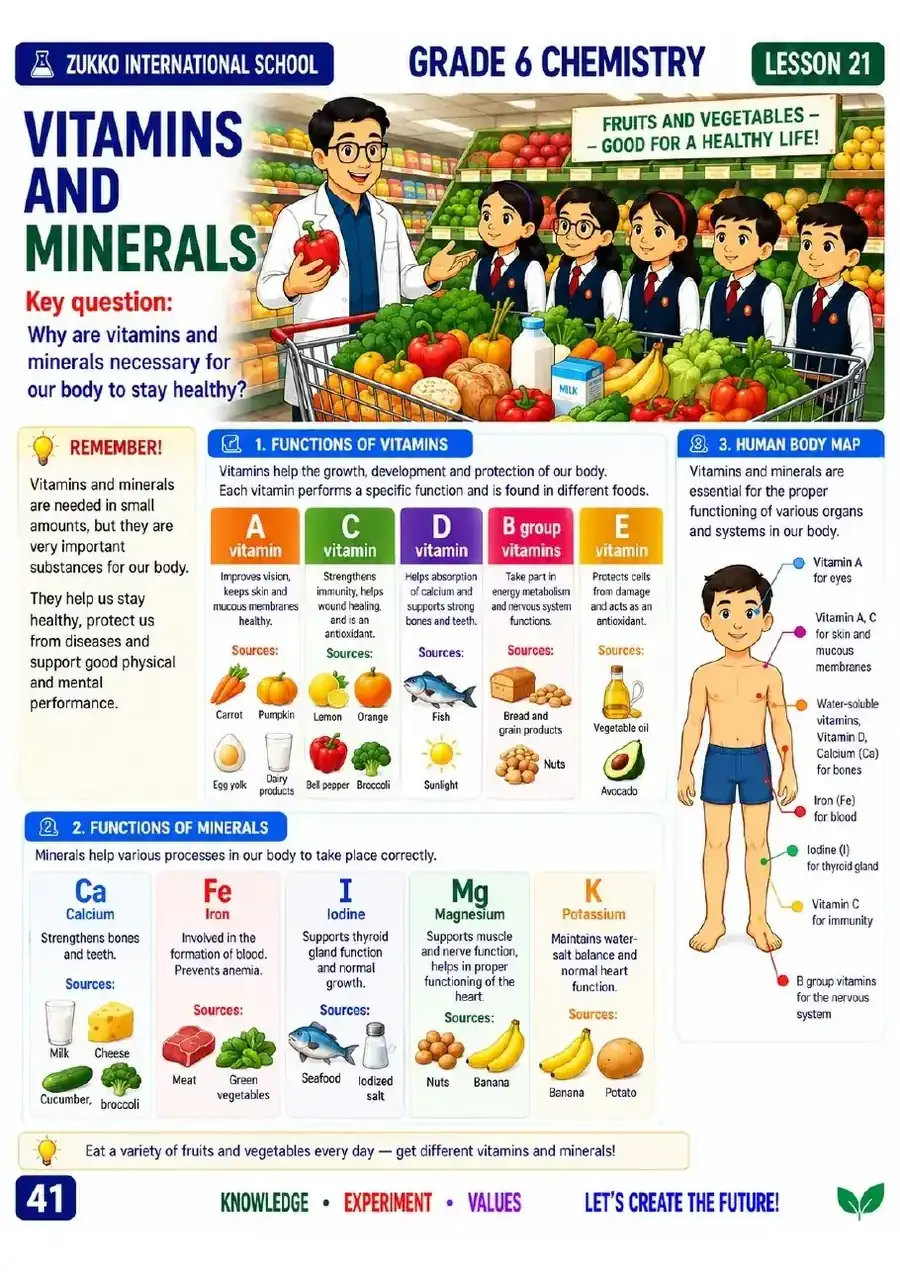 ZUKKO INTERNATIONAL SCHOOL
GRADE 6 CHEMISTRY
LESSON 21
VITAMINS
AND
MINERALS
Key question:
Why are vitamins and
minerals necessary for
our body to stay healthy?
FRUITS AND VEGETABLES –
– GOOD FOR A HEALTHY LIFE!
MILK
REMEMBER!
Vitamins and minerals
are needed in small
amounts, but they are
very important
substances for our body.
They help us stay
healthy, protect us
from diseases and
support good physical
and mental
performance.
1. FUNCTIONS OF VITAMINS
Vitamins help the growth, development and protection of our body.
Each vitamin performs a specific function and is found in different foods.
A
vitamin
Improves vision,
keeps skin and
mucous membranes
healthy.
Sources:
Carrot
Pumpkin
Egg yolk
Dairy
products
C
vitamin
Strengthens
immunity, helps
wound healing,
and is an
antioxidant.
Sources:
Lemon
Orange
Bell pepper
Broccoli
D
vitamin
Helps absorption
of calcium and
supports strong
bones and teeth.
Sources:
Fish
Sunlight
B group
vitamins
Take part in
energy metabolism
and nervous system
functions.
Sources:
Bread and
grain products
Nuts
E
vitamin
Protects cells
from damage
and acts as an
antioxidant.
Sources:
Vegetable oil
Avocado
3. HUMAN BODY MAP
Vitamins and minerals are
essential for the proper
functioning of various organs
and systems in our body.
Vitamin A
for eyes
Vitamin A, C
for skin and
mucous
membranes
Water-soluble
vitamins,
Vitamin D,
Calcium (Ca)
for bones
Iron (Fe)
for blood
Iodine (I)
for thyroid gland
Vitamin C
for immunity
B group vitamins
for the nervous
system
2
2. FUNCTIONS OF MINERALS
Minerals help various processes in our body to take place correctly.
Ca
Calcium
Strengthens bones
and teeth.
Sources:
Milk
Cheese
Cucumber,
broccoli
Fe
Iron
Involved in the
formation of blood.
Prevents anemia.
Sources:
Meat
Green
vegetables
I
Iodine
Supports thyroid
gland function
and normal
growth.
Sources:
Seafood
Iodized
salt
Mg
Magnesium
Supports muscle
and nerve function,
helps in proper
functioning of the
heart.
Sources:
Nuts
Banana
K
Potassium
Maintains water-
salt balance and
normal heart
function.
Sources:
Banana
Potato
Eat a variety of fruits and vegetables every day — get different vitamins and minerals!
41
KNOWLEDGE • EXPERIMENT • VALUES
LET'S CREATE THE FUTURE!